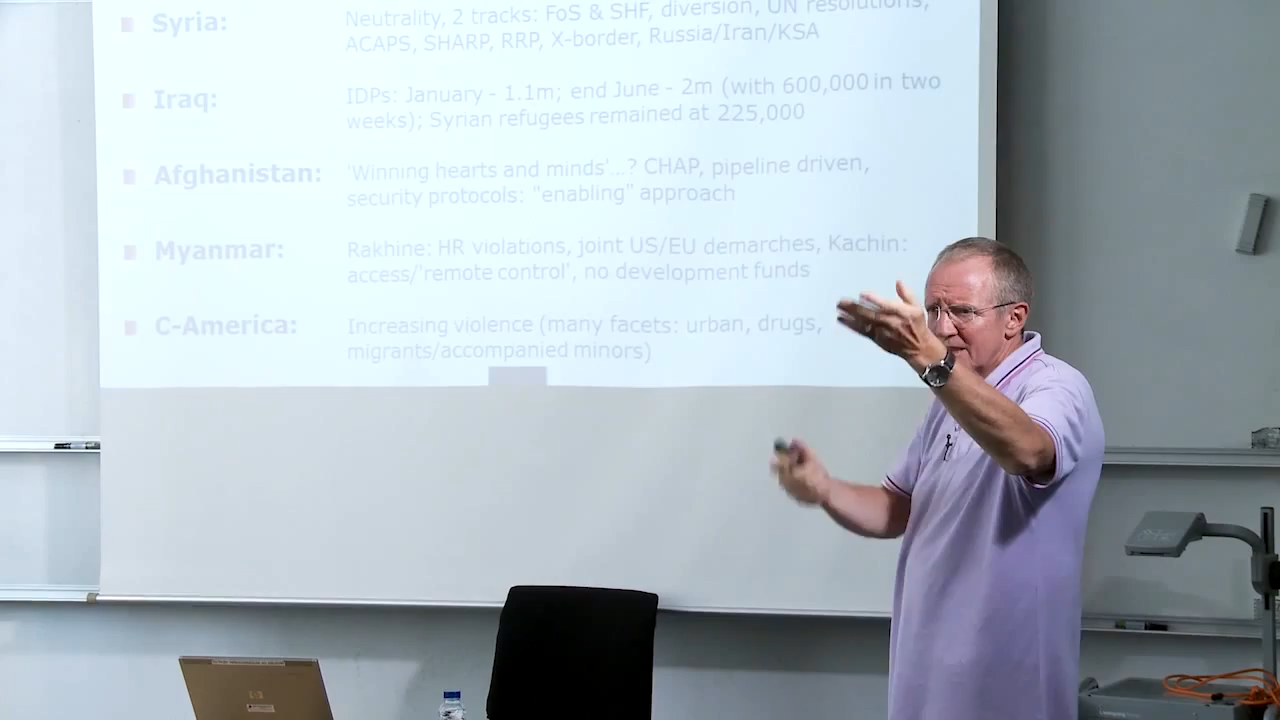 Syria: Neutrality, 2 tracks: FoS & SHF, diversion, UN resolutions,
ACAPS, SHARP, RRP, X-border, Russia/Iran/KSA
Iraq: IDPs: January - 1.1m; end June - 2m (with 600,000 in two
weeks); Syrian refugees remained at 225,000
Afghanistan: 'Winning hearts and minds'...? CHAP, pipeline driven,
security protocols: "enabling" approach
Myanmar: Rakhine: HR violations, joint US/EU demarches, Kachin:
access/'remote control', no development funds
C-America: Increasing violence (many facets: urban, drugs,
migrants/accompanied minors)
hp